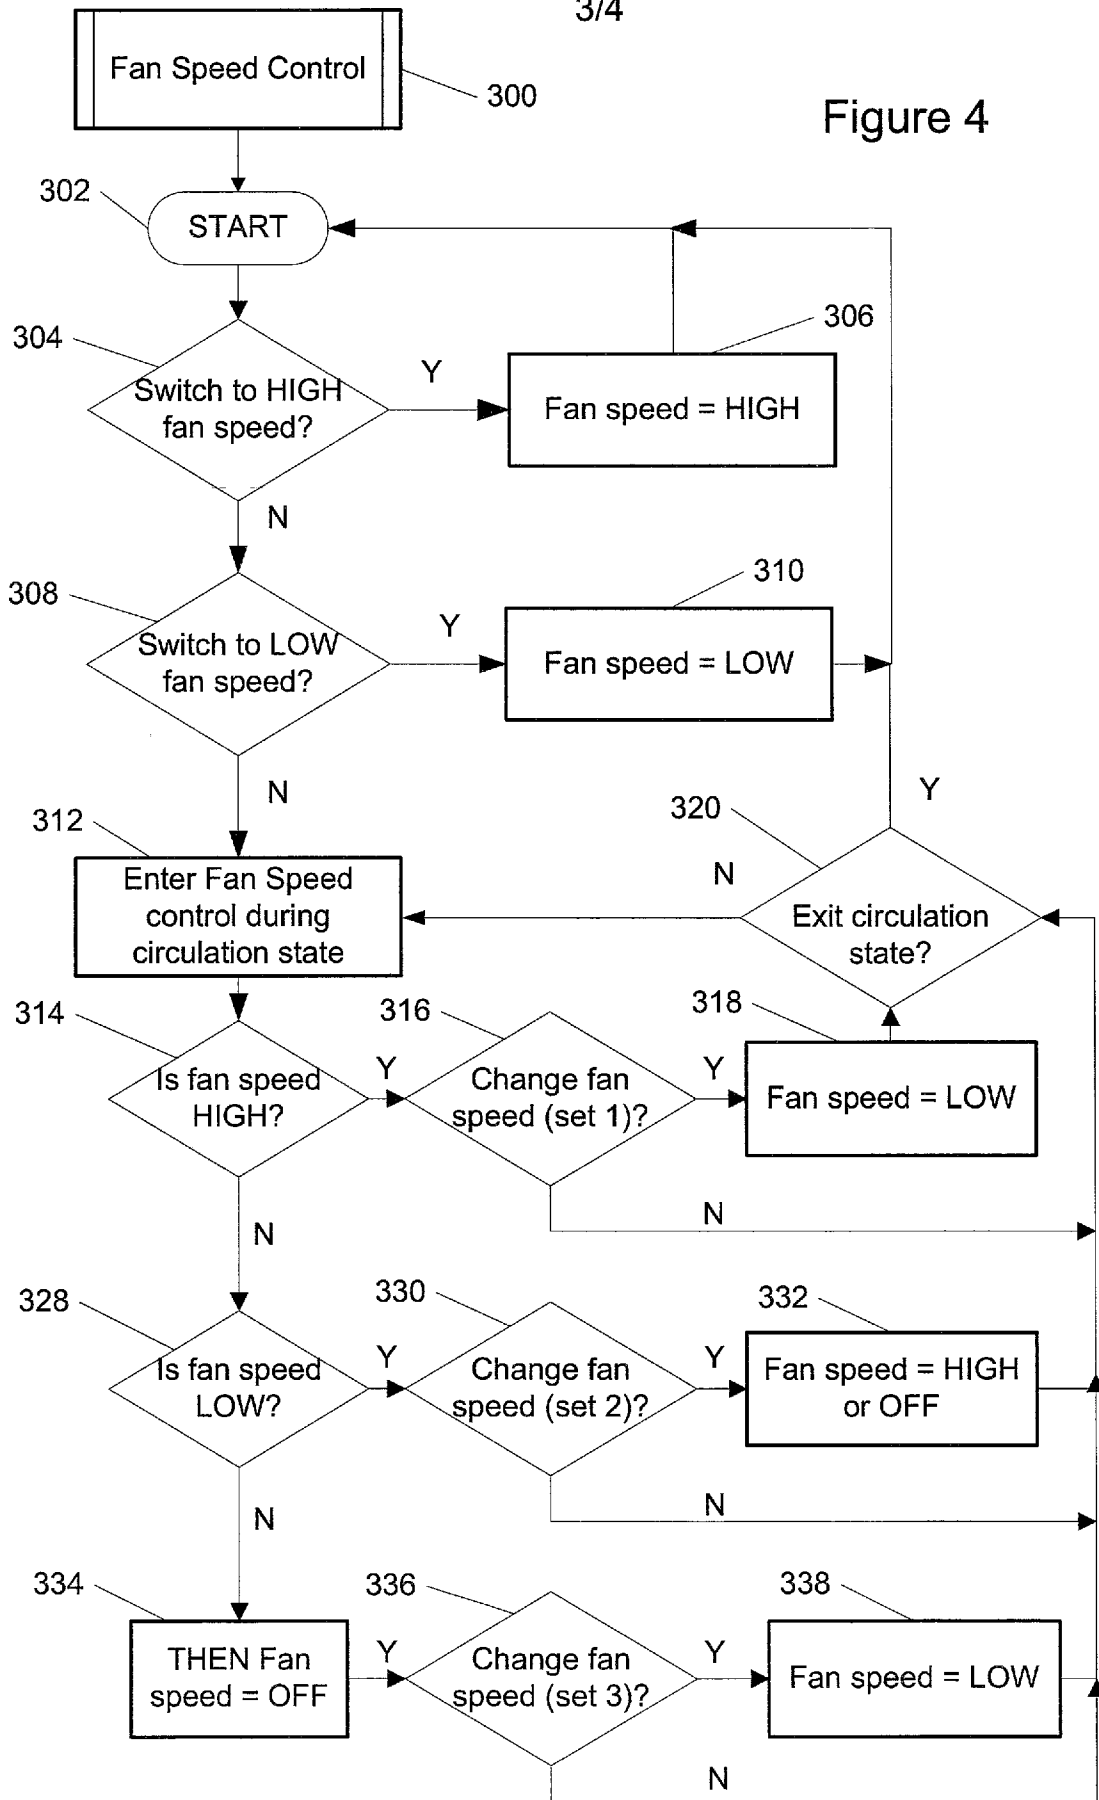 3/4
Fan Speed Control
300
Figure 4
302
START
304
306
Switch to HIGH
fan speed?
Y
Fan speed = HIGH
N
308
310
Switch to LOW
fan speed?
Y
Fan speed = LOW
N
312
320
Y
Enter Fan Speed
control during
circulation state
N
Exit circulation
state?
314
316
318
Is fan speed
HIGH?
Y
Change fan
speed (set 1)?
Y
Fan speed = LOW
N
N
328
330
332
Is fan speed
LOW?
Y
Change fan
speed (set 2)?
Y
Fan speed = HIGH
or OFF
N
N
334
336
338
THEN Fan
speed = OFF
Y
Change fan
speed (set 3)?
Y
Fan speed = LOW
N